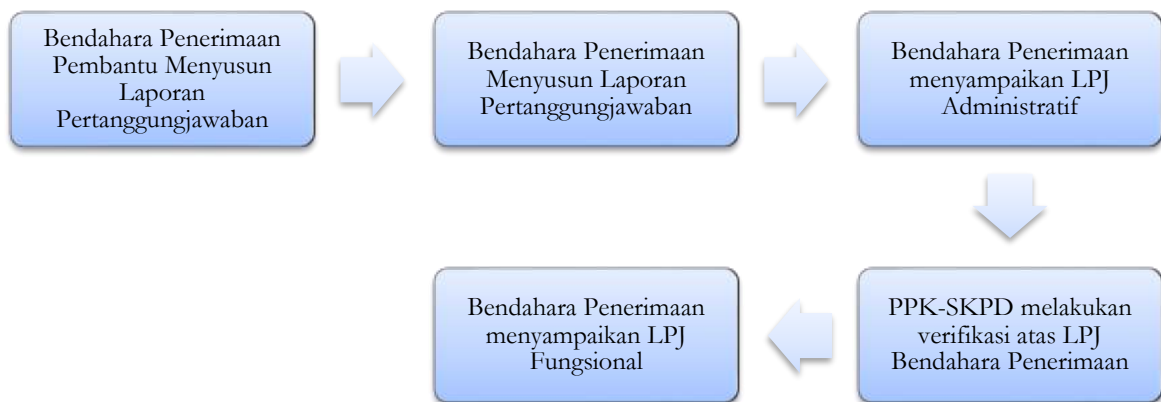 Bendahara Penerimaan
Pembantu Menyusun
Laporan
Pertanggungjawaban
Bendahara Penerimaan
Menyusun Laporan
Pertanggungjawaban
Bendahara Penerimaan
menyampaikan LPJ
Administratif
PPK-SKPD melakukan
verifikasi atas LPJ
Bendahara Penerimaan
Bendahara Penerimaan
menyampaikan LPJ
Fungsional